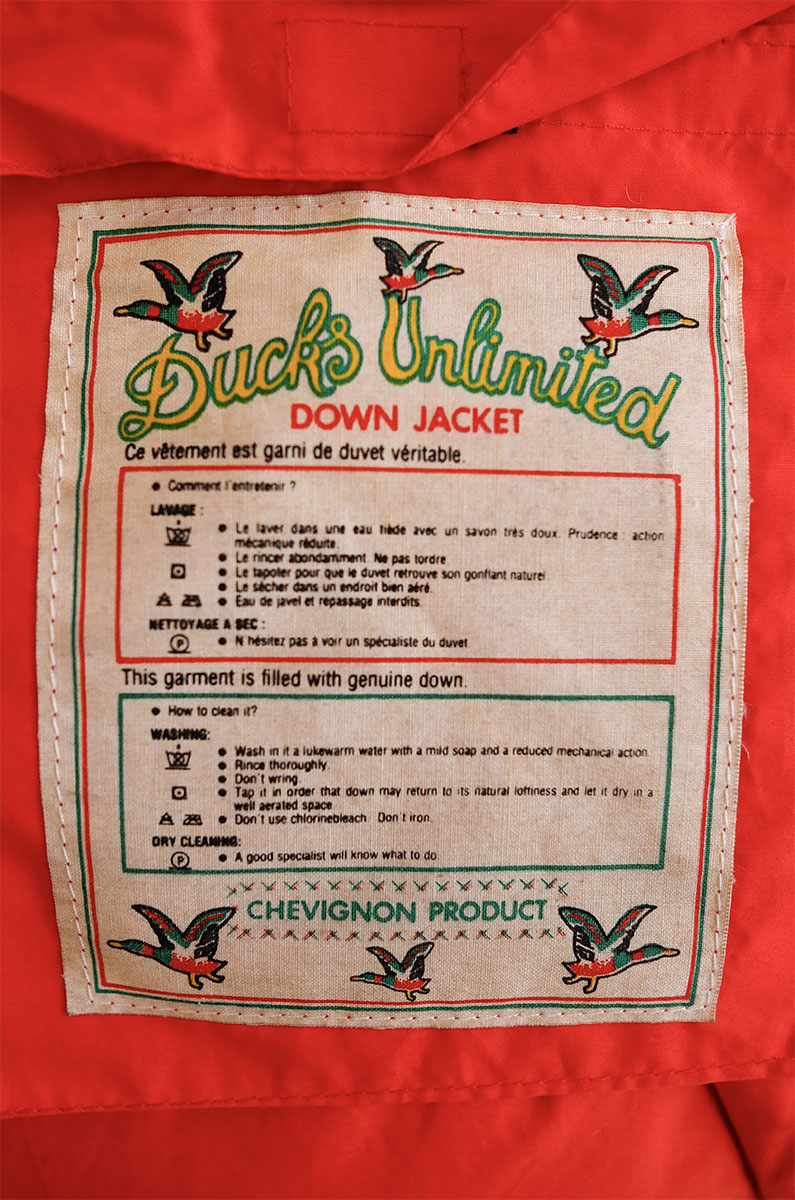 Ducks Unlimited
DOWN JACKET
Ce vêtement est garni de duvet véritable.
● Comment l'entretenir ?
LAVAGE :
● Le laver dans une eau tiède avec un savon très doux. Prudence : action
mécanique réduite.
● Le rincer abondamment. Ne pas tordre
● Le tapoter pour que le duvet retrouve son gonflant naturel
● Le sécher dans un endroit bien aéré.
● Eau de javel et repassage interdits.
NETTOYAGE A SEC :
P ● N'hésitez pas à voir un spécialiste du duvet
This garment is filled with genuine down.
● How to clean it?
WASHING:
● Wash in it a lukewarm water with a mild soap and a reduced mechanical action.
● Rince thoroughly.
● Don't wring.
● Tap it in order that down may return to its natural loftiness and let it dry in a
well aerated space.
● Don't use chlorinebleach. Don't iron.
DRY CLEANING:
P ● A good specialist will know what to do
CHEVIGNON PRODUCT